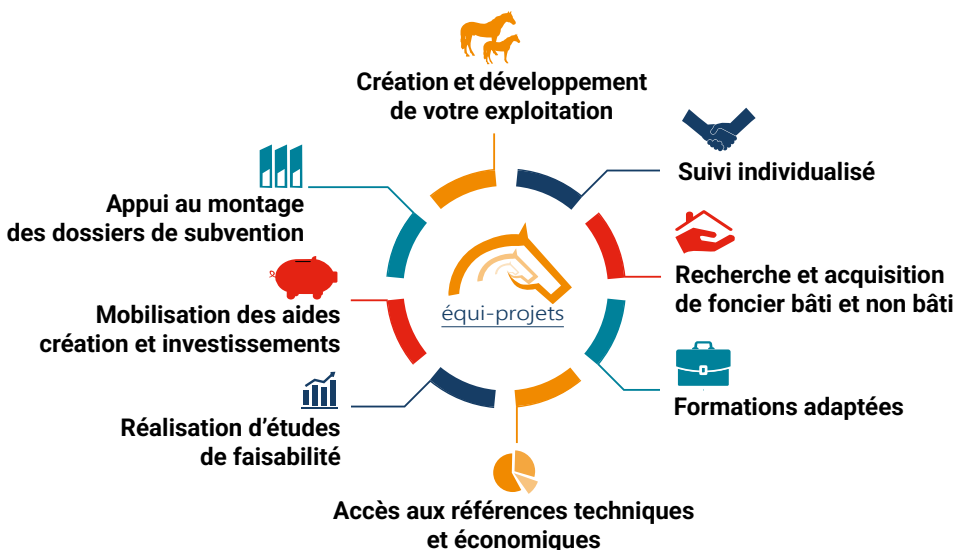 Création et développement
de votre exploitation
Suivi individualisé
Appui au montage
des dossiers de subvention
Recherche et acquisition
de foncier bâti et non bâti
Mobilisation des aides
création et investissements
équi-projets
Formations adaptées
Réalisation d'études
de faisabilité
Accès aux références techniques
et économiques